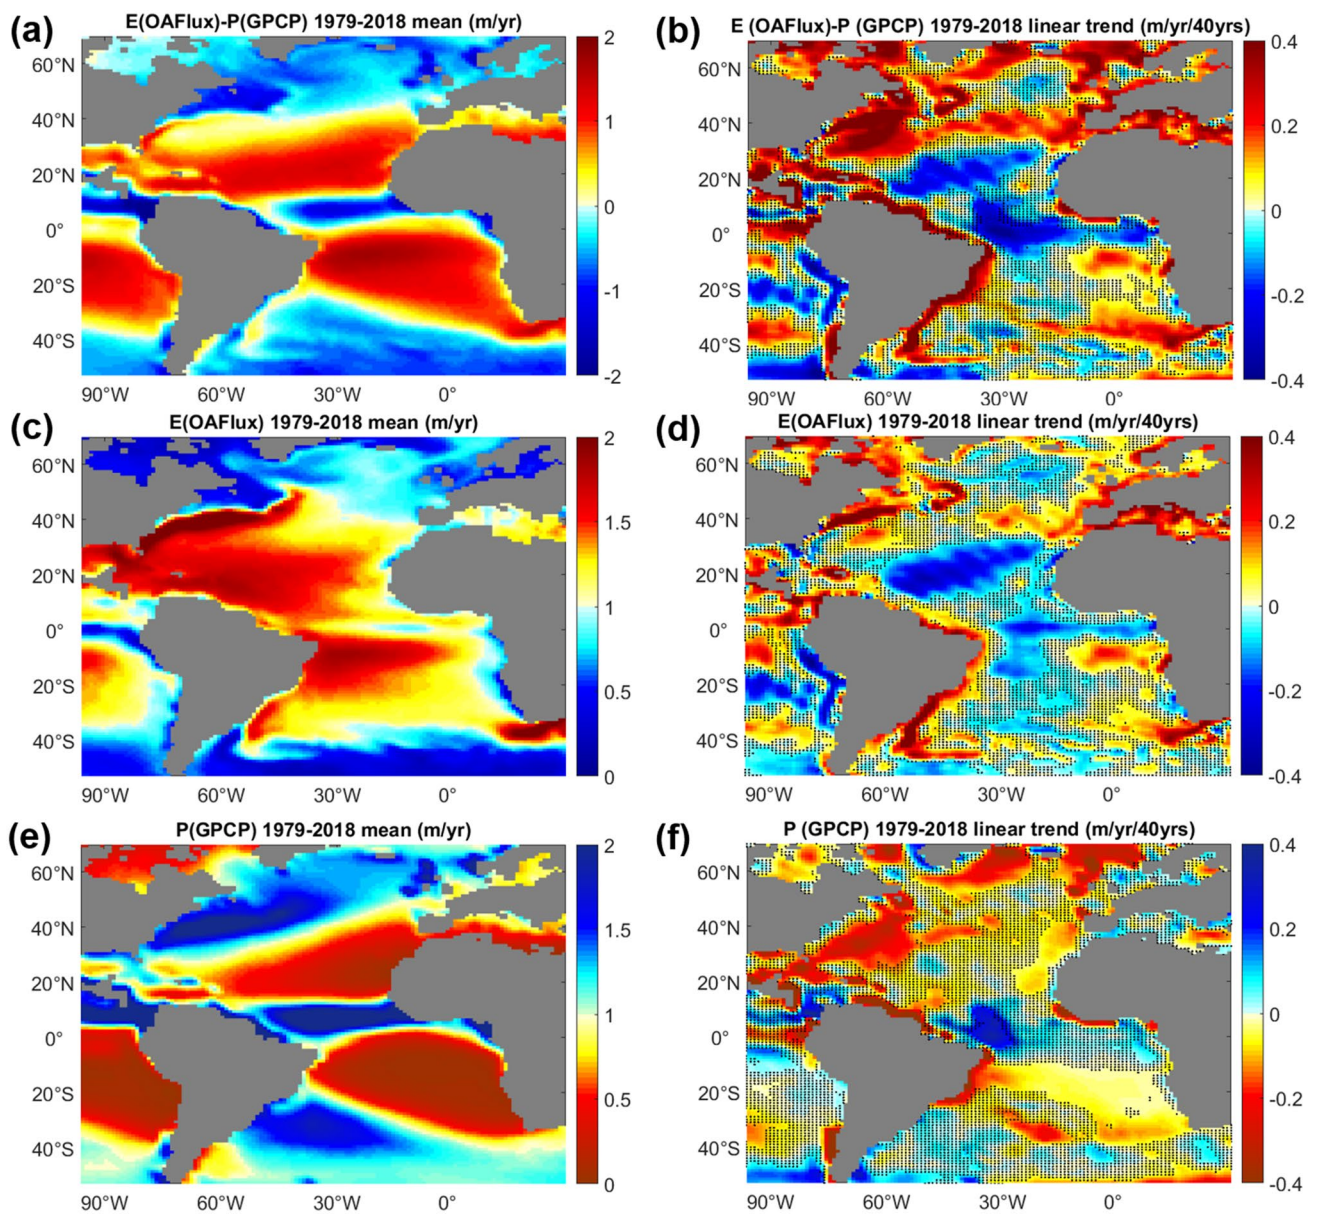 (a) E(OAFlux)-P(GPCP) 1979-2018 mean (m/yr)
60°N
40°N
20°N
0°
20°S
40°S
90°W 60°W 30°W 0°
2
1
0
-1
-2
(b) E (OAFlux)-P (GPCP) 1979-2018 linear trend (m/yr/40yrs)
60°N
40°N
20°N
0°
20°S
40°S
90°W 60°W 30°W 0°
0.4
0.2
0
-0.2
-0.4
(c) E(OAFlux) 1979-2018 mean (m/yr)
60°N
40°N
20°N
0°
20°S
40°S
90°W 60°W 30°W 0°
2
1.5
1
0.5
0
(d) E(OAFlux) 1979-2018 linear trend (m/yr/40yrs)
60°N
40°N
20°N
0°
20°S
40°S
90°W 60°W 30°W 0°
0.4
0.2
0
-0.2
-0.4
(e) P(GPCP) 1979-2018 mean (m/yr)
60°N
40°N
20°N
0°
20°S
40°S
90°W 60°W 30°W 0°
2
1.5
1
0.5
0
(f) P (GPCP) 1979-2018 linear trend (m/yr/40yrs)
60°N
40°N
20°N
0°
20°S
40°S
90°W 60°W 30°W 0°
0.4
0.2
0
-0.2
-0.4